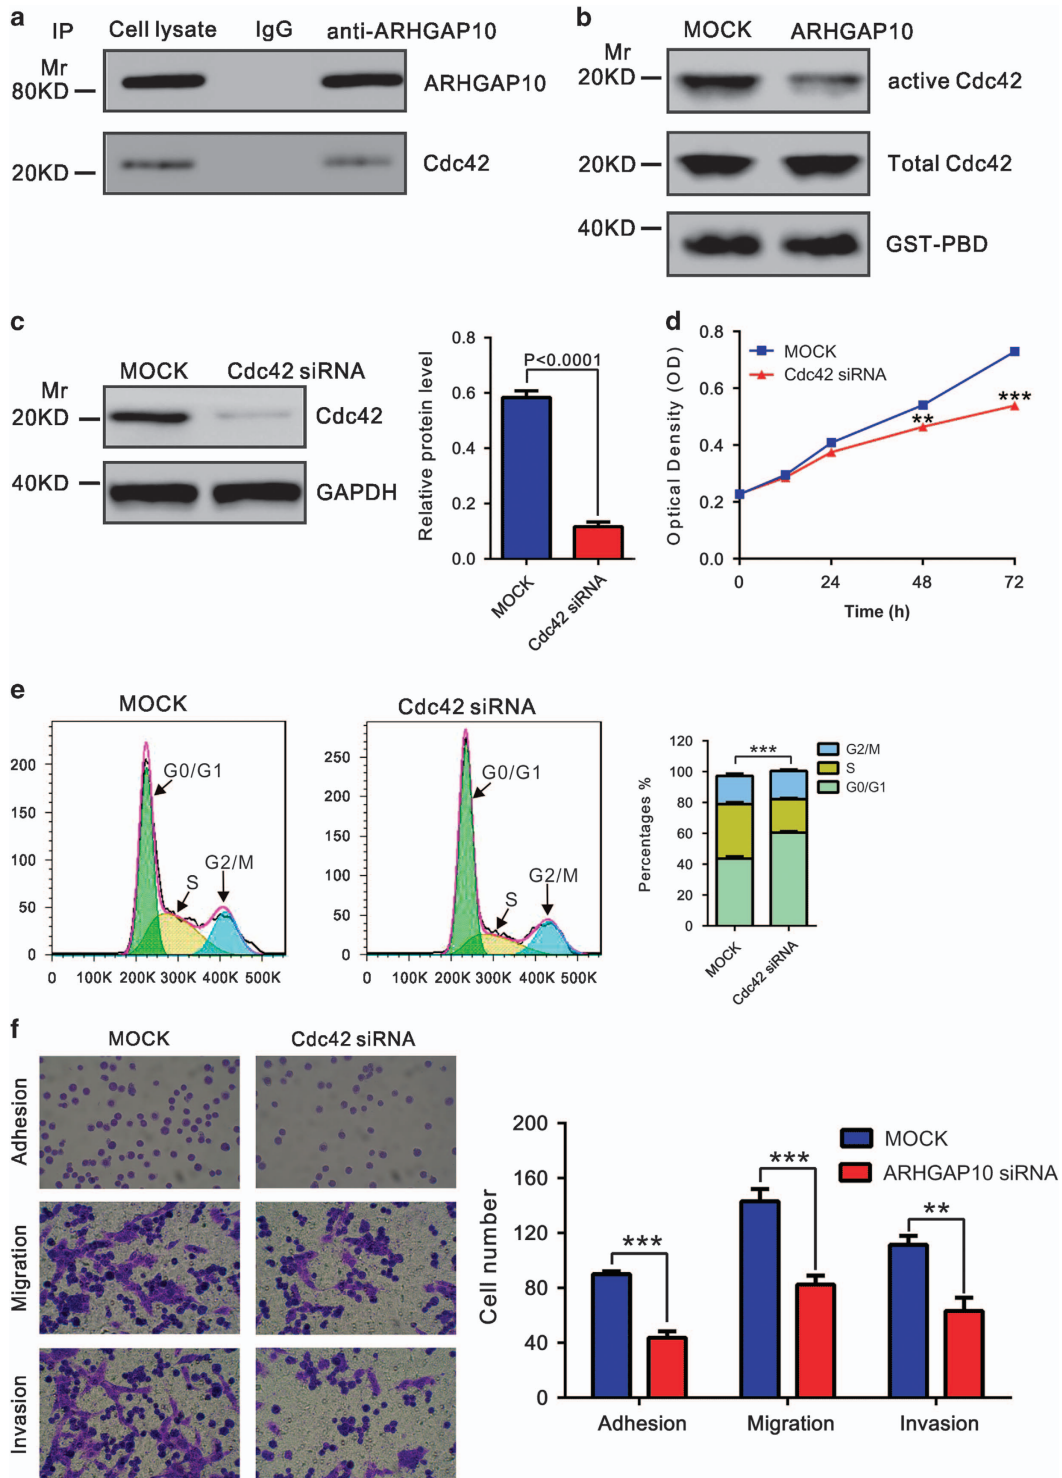 a
IP Cell lysate IgG anti-ARHGAP10
Mr
80KD
ARHGAP10
20KD
Cdc42
b
MOCK ARHGAP10
Mr
20KD
active Cdc42
20KD
Total Cdc42
40KD
GST-PBD
c
MOCK Cdc42 siRNA
Mr
20KD
Cdc42
40KD
GAPDH
Relative protein level
0.8
0.6
0.4
0.2
0.0
P<0.0001
MOCK
Cdc42 siRNA
d
Optical Density (OD)
0.8
0.6
0.4
0.2
0.0
MOCK
Cdc42 siRNA
**
***
0 24 48 72
Time (h)
e
MOCK
200
150
100
50
0
G0/G1
S
G2/M
0 100K 200K 300K 400K 500K
Cdc42 siRNA
250
200
150
100
50
0
G0/G1
S
G2/M
0 100K 200K 300K 400K 500K
Percentages %
120
100
80
60
40
20
0
***
G2/M
S
G0/G1
MOCK
Cdc42 siRNA
f
MOCK Cdc42 siRNA
Adhesion
Migration
Invasion
Cell number
200
160
120
80
40
0
***
***
**
MOCK
ARHGAP10 siRNA
Adhesion Migration Invasion